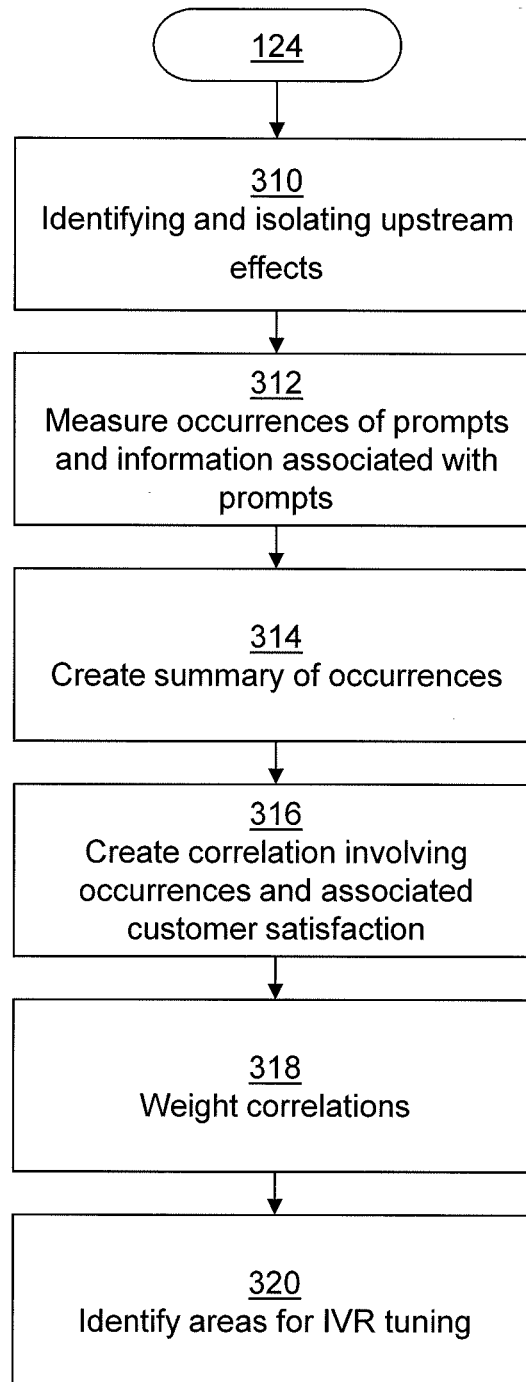 124
310
Identifying and isolating upstream
effects
312
Measure occurrences of prompts
and information associated with
prompts
314
Create summary of occurrences
316
Create correlation involving
occurrences and associated
customer satisfaction
318
Weight correlations
320
Identify areas for IVR tuning